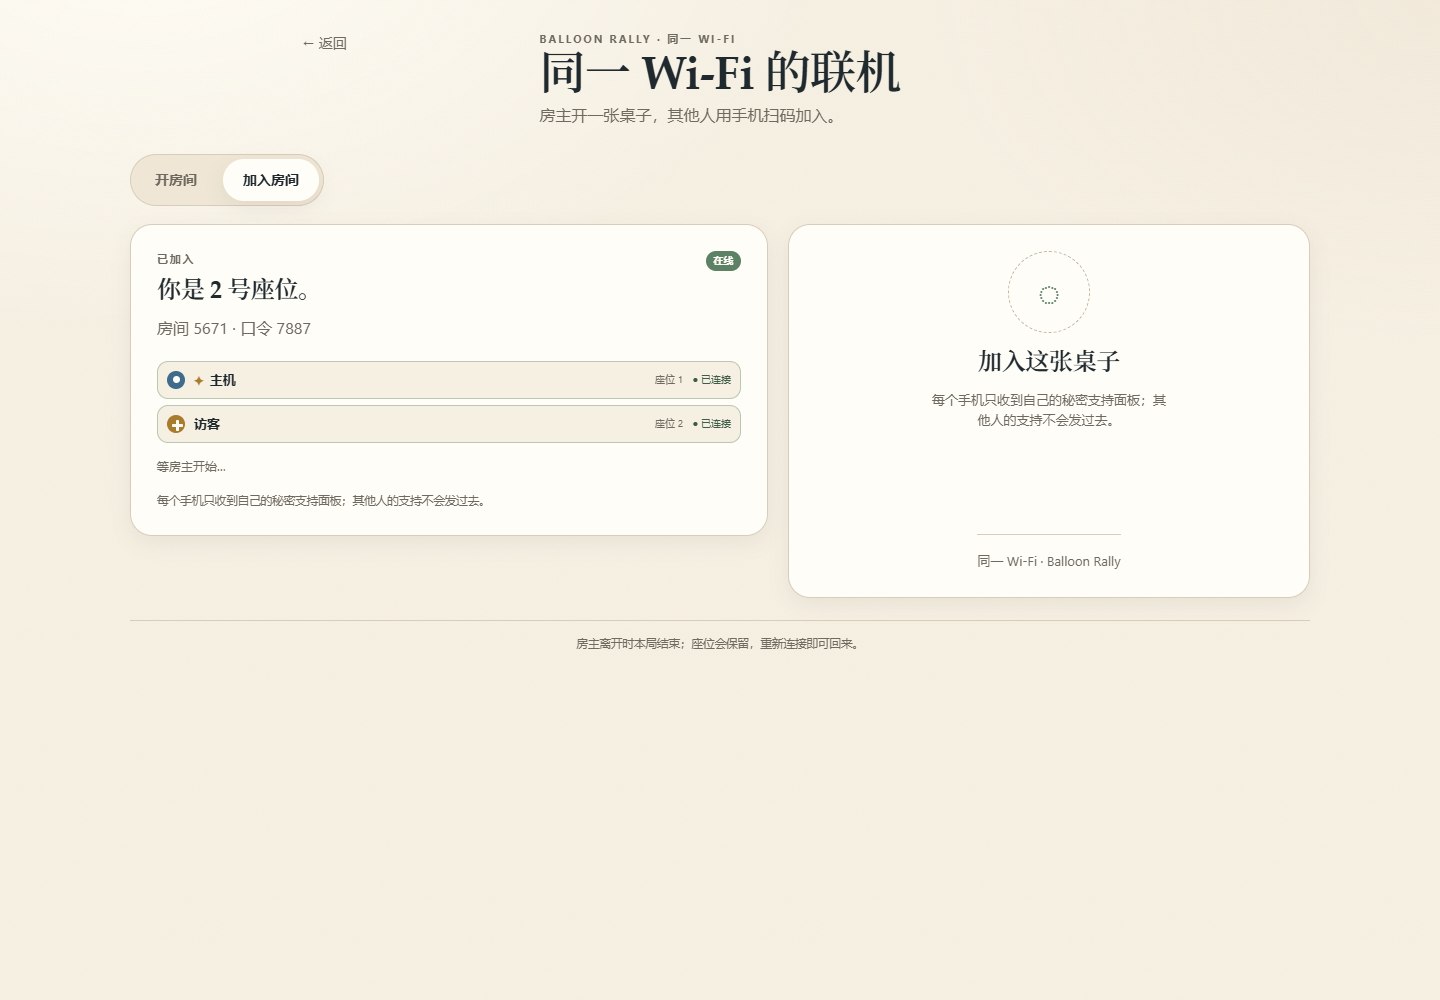 ← 返回
BALLOON RALLY · 同一 WI-FI
同一 Wi-Fi 的联机
房主开一张桌子，其他人用手机扫码加入。
开房间
加入房间
已加入
在线
你是 2 号座位。
房间 5671 · 口令 7887
✦ 主机
座位 1
• 已连接
访客
座位 2
• 已连接
等房主开始...
每个手机只收到自己的秘密支持面板；其他人的支持不会发过去。
加入这张桌子
每个手机只收到自己的秘密支持面板；其
他人的支持不会发过去。
同一 Wi-Fi · Balloon Rally
房主离开时本局结束；座位会保留，重新连接即可回来。